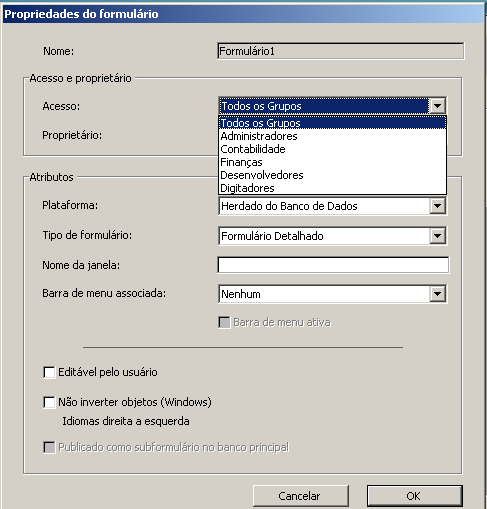 Propriedades do formulário
Nome: Formulário1
Acesso e proprietário
Acesso: Todos os Grupos
Todos os Grupos
Proprietário: Administradores
Contabilidade
Finanças
Desenvolvedores
Digitadores
Atributos
Plataforma: Herdado do Banco de Dados
Tipo de formulário: Formulário Detalhado
Nome da janela:
Barra de menu associada: Nenhum
Barra de menu ativa
Editável pelo usuário
Não inverter objetos (Windows)
Idiomas direita a esquerda
Publicado como subformulário no banco principal
Cancelar OK